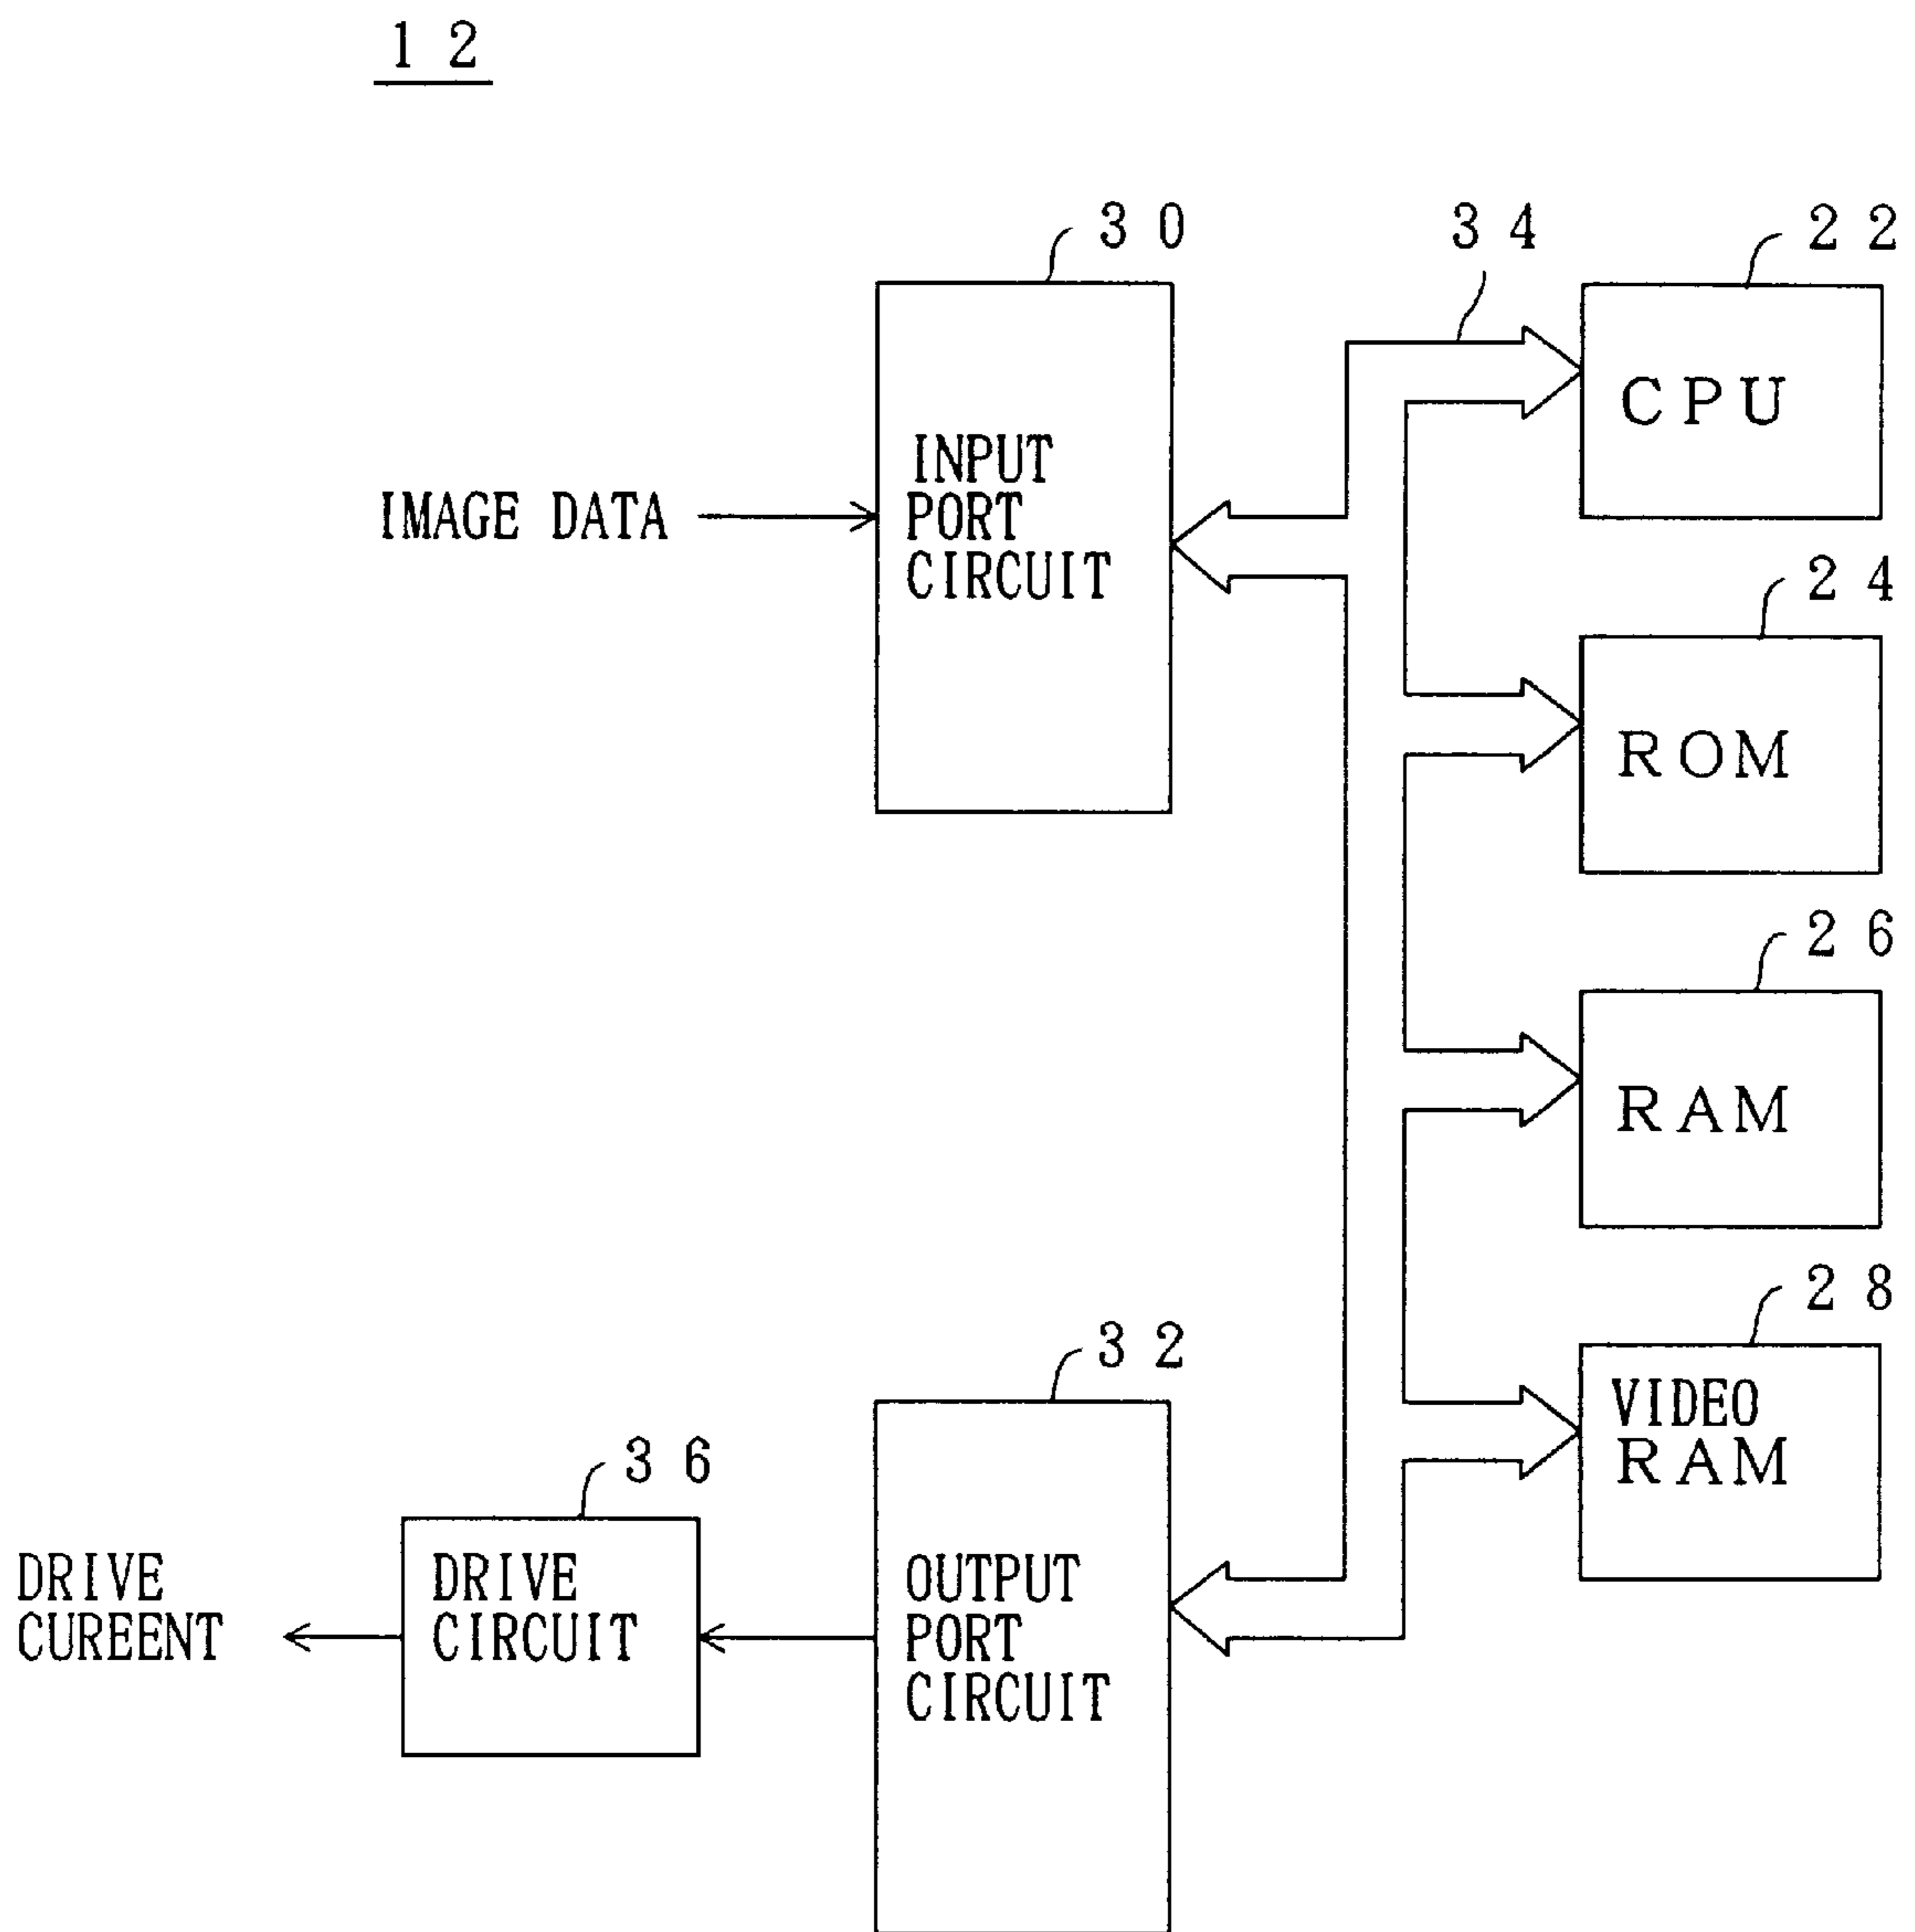 12
30
34
22
CPU
INPUT
PORT
CIRCUIT
IMAGE DATA
24
ROM
26
RAM
28
VIDEO
RAM
32
36
DRIVE
CIRCUIT
DRIVE
CUREENT
OUTPUT
PORT
CIRCUIT